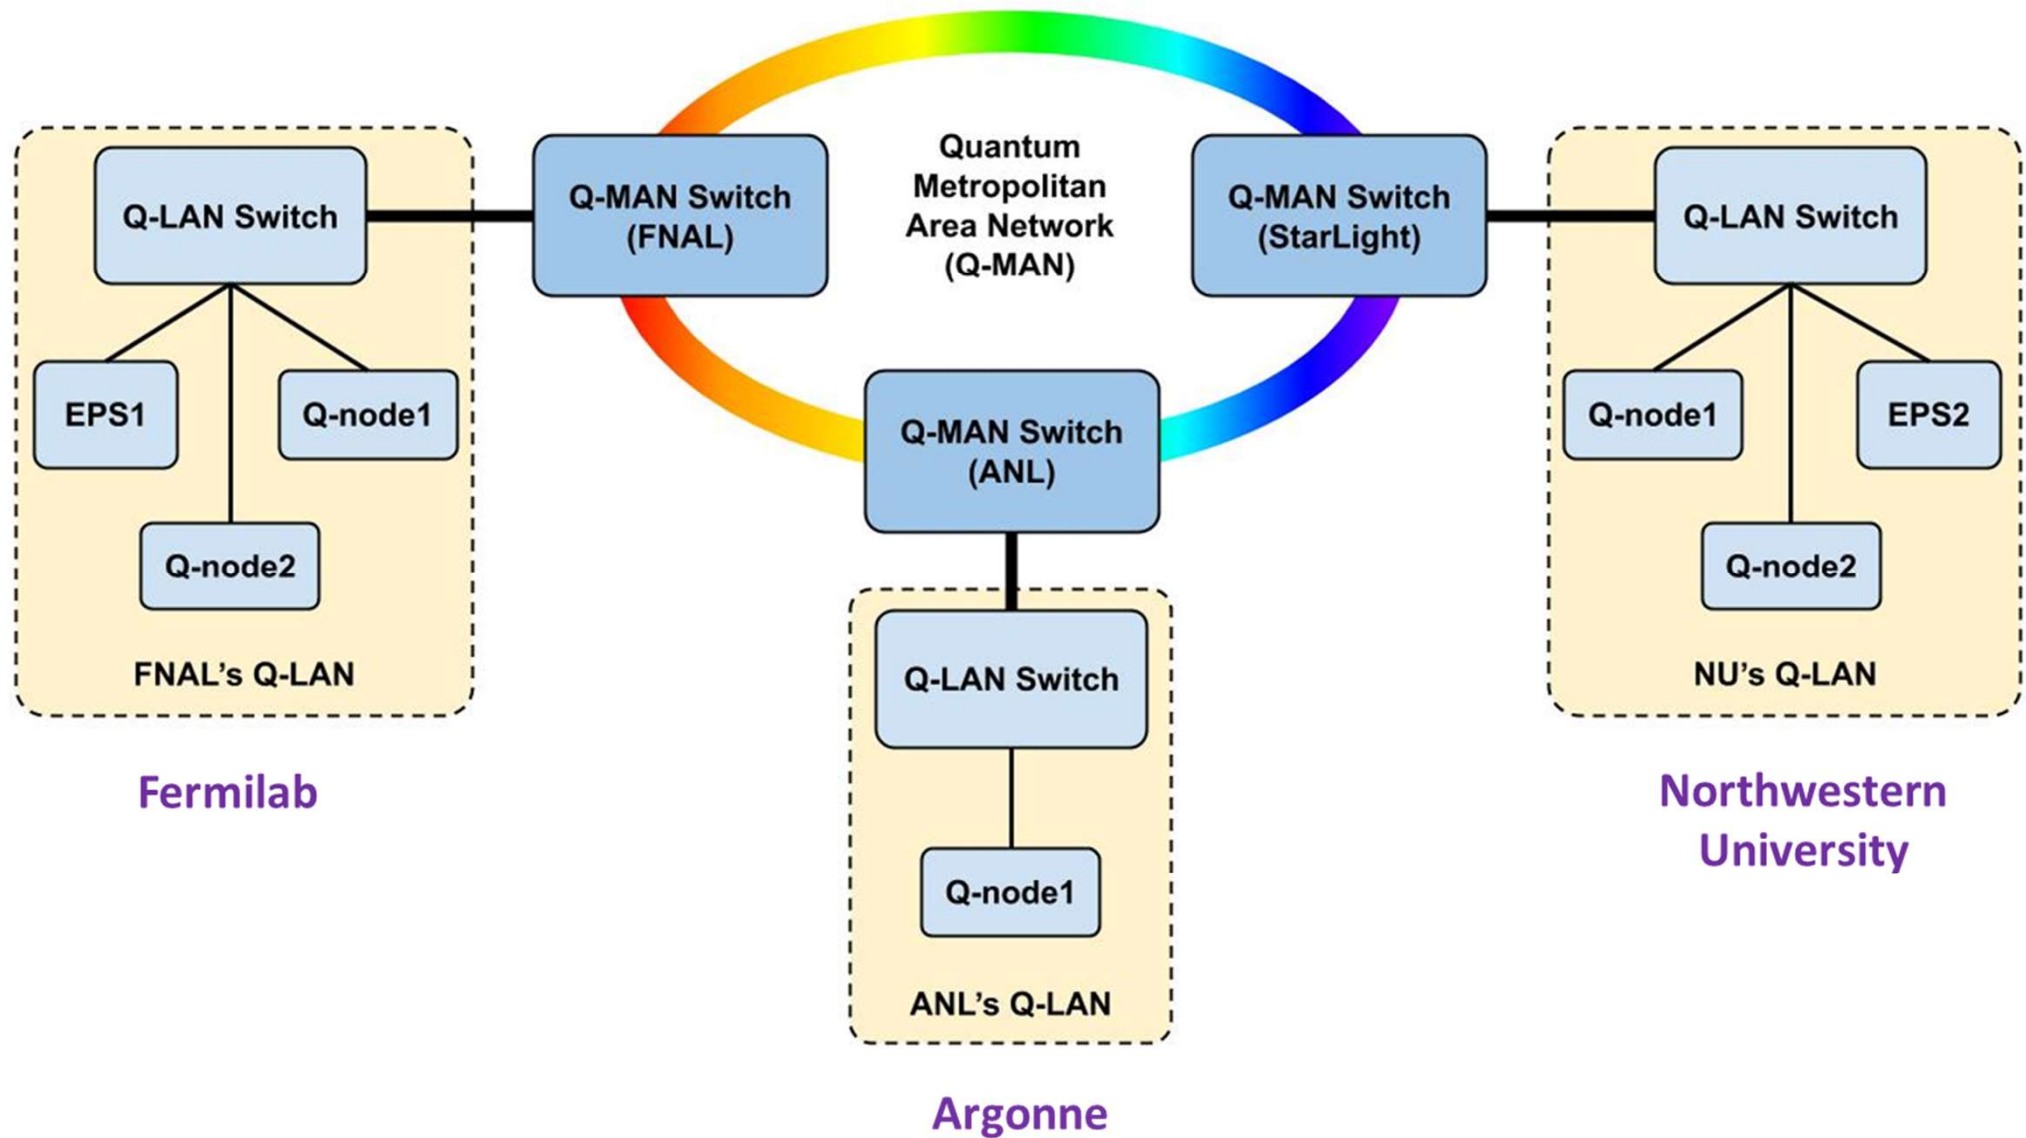 Quantum
Metropolitan
Area Network
(Q-MAN)
Q-LAN Switch
Q-MAN Switch
(FNAL)
Q-MAN Switch
(StarLight)
Q-LAN Switch
EPS1
Q-node1
Q-node2
FNAL’s Q-LAN
Fermilab
Q-MAN Switch
(ANL)
Q-LAN Switch
Q-node1
ANL’s Q-LAN
Argonne
Q-node1
EPS2
Q-node2
NU’s Q-LAN
Northwestern
University